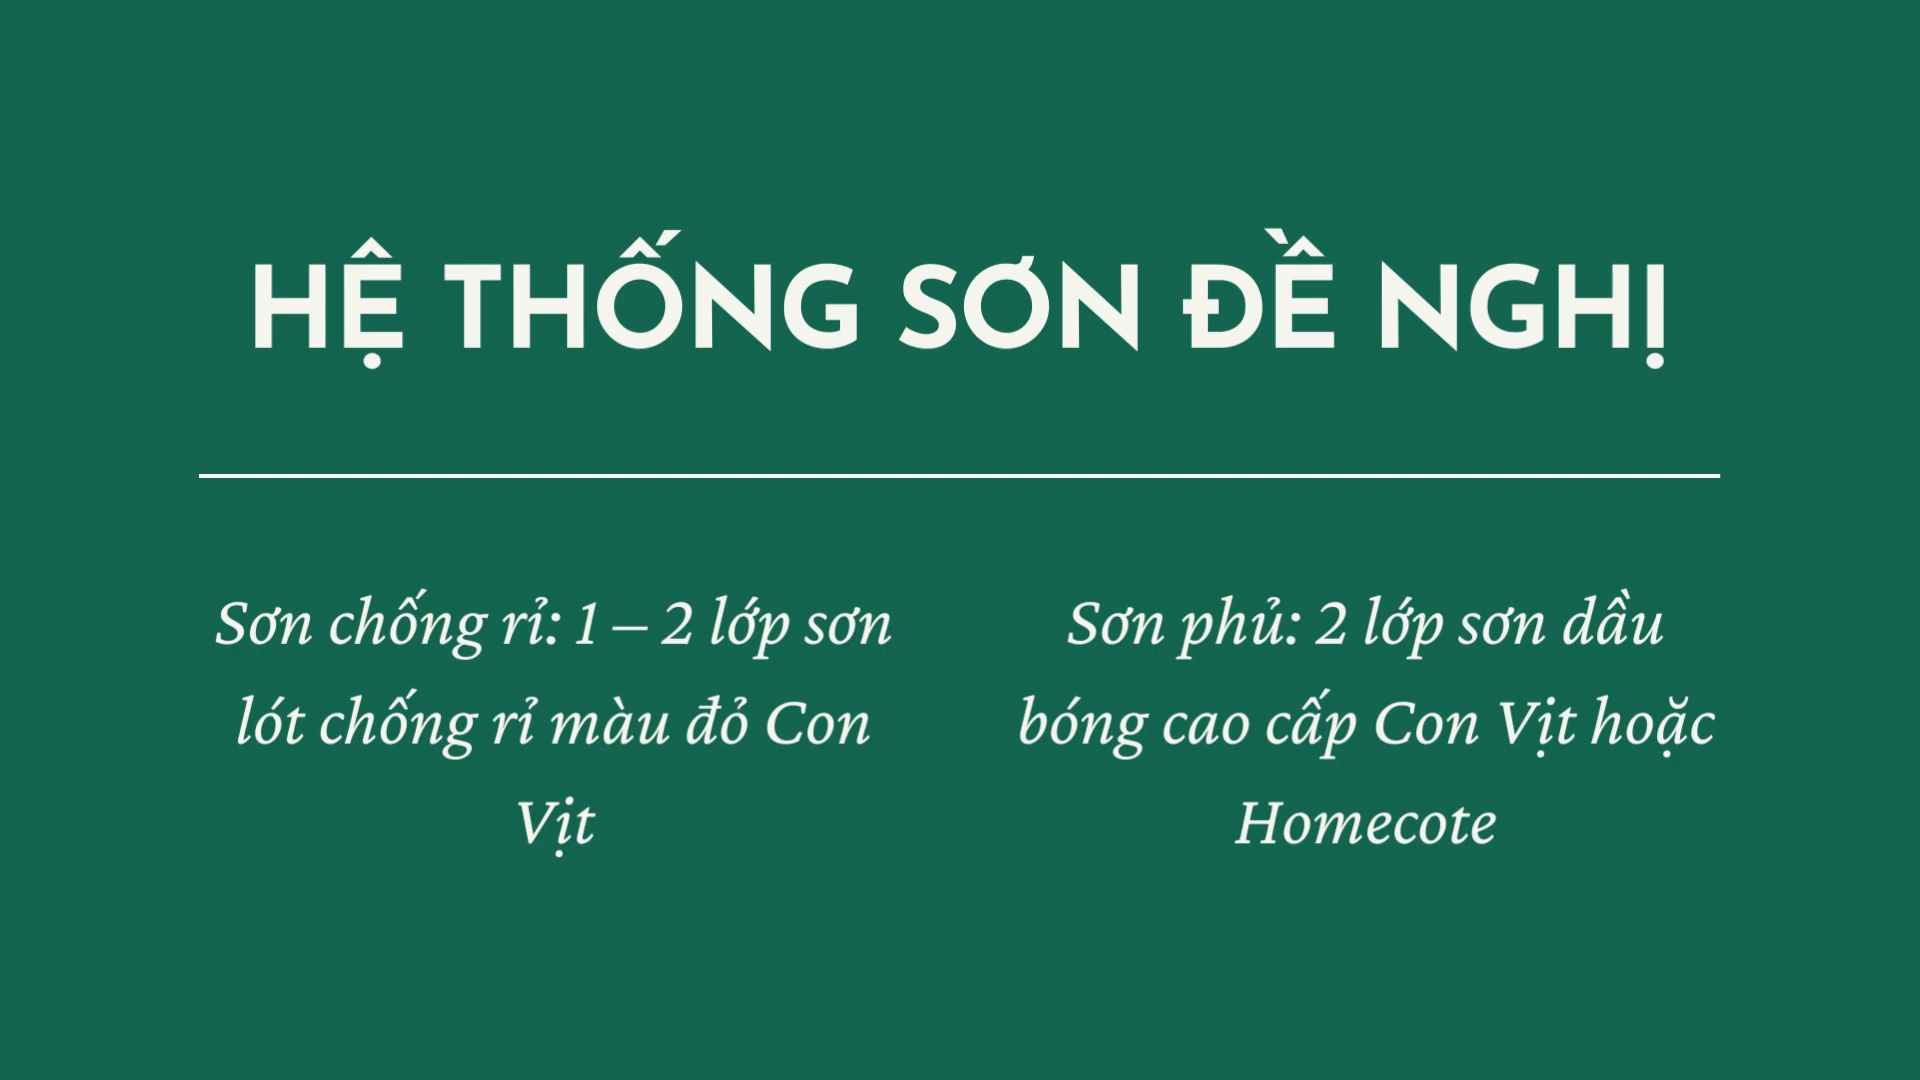 HỆ THỐNG SƠN ĐỀ NGHỊ
Sơn chống rỉ: 1 – 2 lớp sơn
lót chống rỉ màu đỏ Con
Vịt
Sơn phủ: 2 lớp sơn dầu
bóng cao cấp Con Vịt hoặc
Homecote